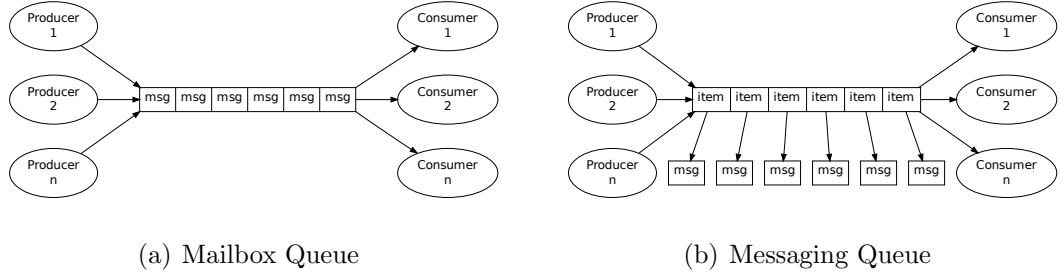 Producer
1
Consumer
1
Producer
2
msg msg msg msg msg msg
Consumer
2
Producer
n
Consumer
n
(a) Mailbox Queue
Producer
1
Consumer
1
Producer
2
item item item item item item
Consumer
2
Producer
n
msg msg msg msg msg msg
Consumer
n
(b) Messaging Queue